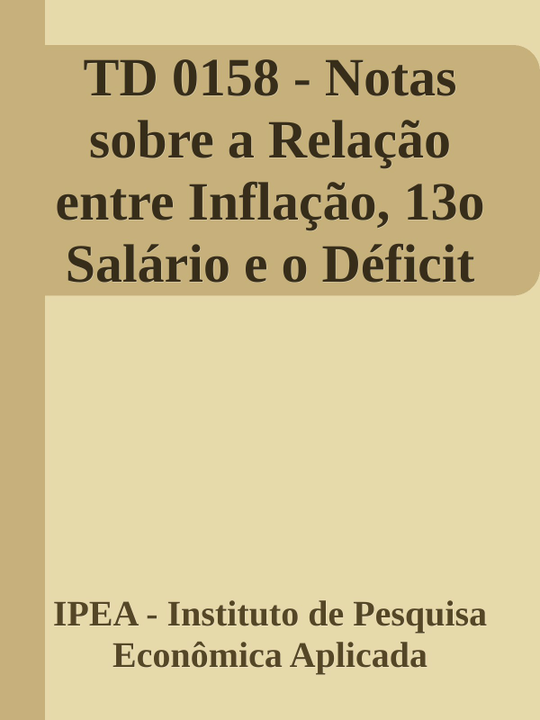 TD 0158 - Notas
sobre a Relação
entre Inflação, 13o
Salário e o Déficit
IPEA - Instituto de Pesquisa
Econômica Aplicada